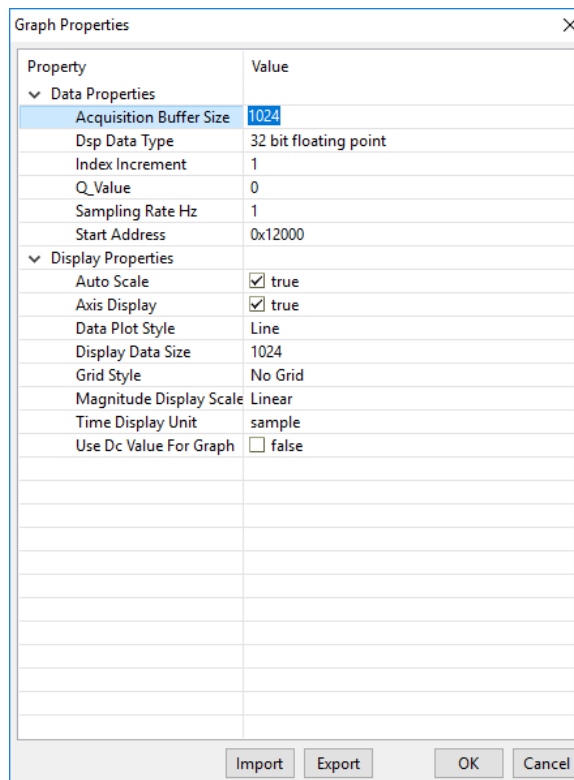 Graph Properties
Property Value
Data Properties
Acquisition Buffer Size 1024
Dsp Data Type 32 bit floating point
Index Increment 1
Q_Value 0
Sampling Rate Hz 1
Start Address 0x12000
Display Properties
Auto Scale true
Axis Display true
Data Plot Style Line
Display Data Size 1024
Grid Style No Grid
Magnitude Display Scale Linear
Time Display Unit sample
Use Dc Value For Graph false
Import Export OK Cancel